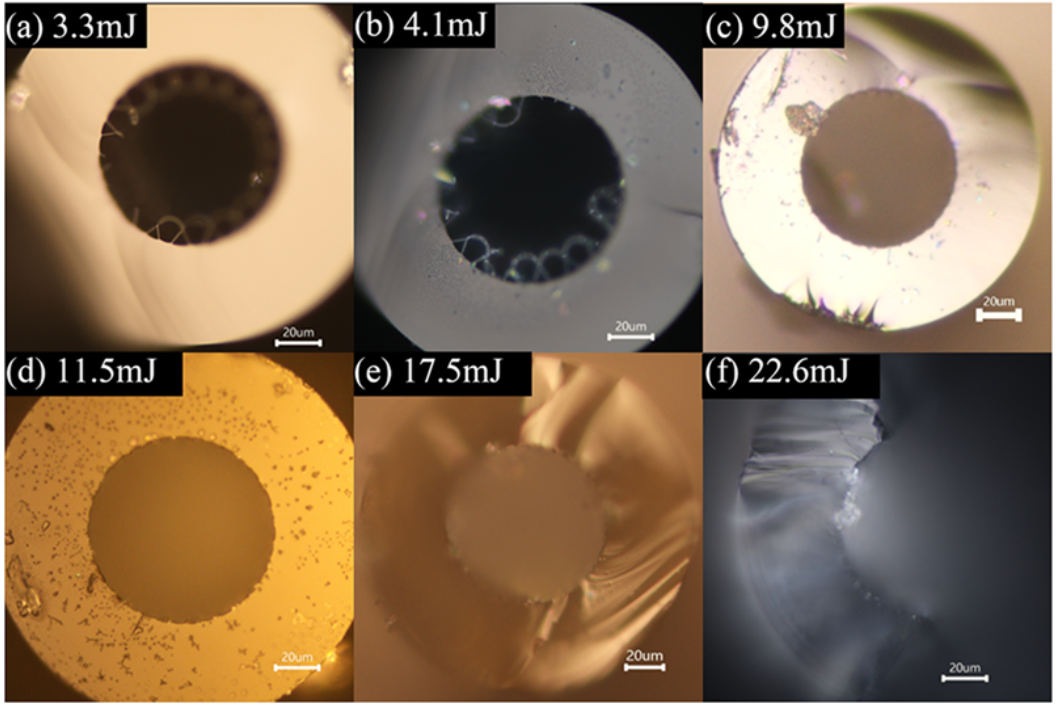 (a) 3.3mJ
(b) 4.1mJ
(c) 9.8mJ
20um
20um
20um
(d) 11.5mJ
(e) 17.5mJ
(f) 22.6mJ
20um
20um
20um